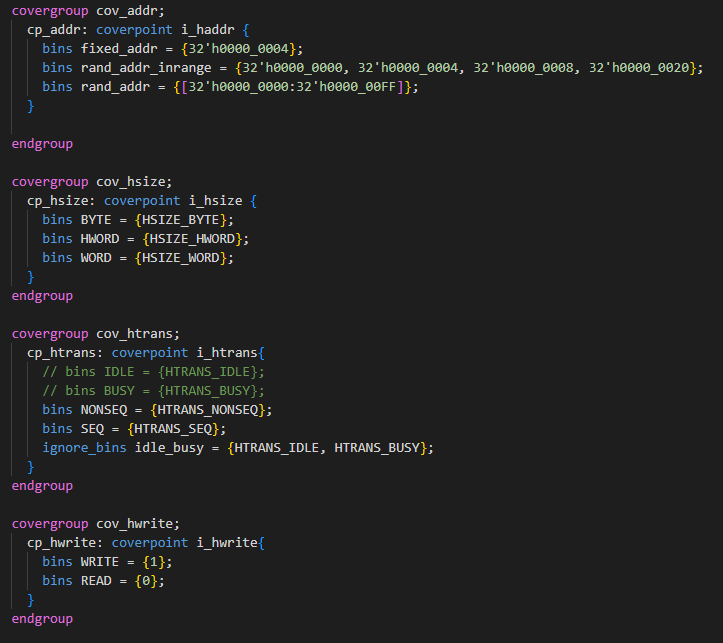 covergroup cov_addr;
cp_addr: coverpoint i_haddr {
bins fixed_addr = {32'h0000_0004};
bins rand_addr_inrange = {32'h0000_0000, 32'h0000_0004, 32'h0000_0008, 32'h0000_0020};
bins rand_addr = {[32'h0000_0000:32'h0000_00FF]};
}
endgroup
covergroup cov_hsize;
cp_hsize: coverpoint i_hsize {
bins BYTE = {HSIZE_BYTE};
bins HWORD = {HSIZE_HWORD};
bins WORD = {HSIZE_WORD};
}
endgroup
covergroup cov_htrans;
cp_htrans: coverpoint i_htrans{
// bins IDLE = {HTRANS_IDLE};
// bins BUSY = {HTRANS_BUSY};
bins NONSEQ = {HTRANS_NONSEQ};
bins SEQ = {HTRANS_SEQ};
ignore_bins idle_busy = {HTRANS_IDLE, HTRANS_BUSY};
}
endgroup
covergroup cov_hwrite;
cp_hwrite: coverpoint i_hwrite{
bins WRITE = {1};
bins READ = {0};
}
endgroup